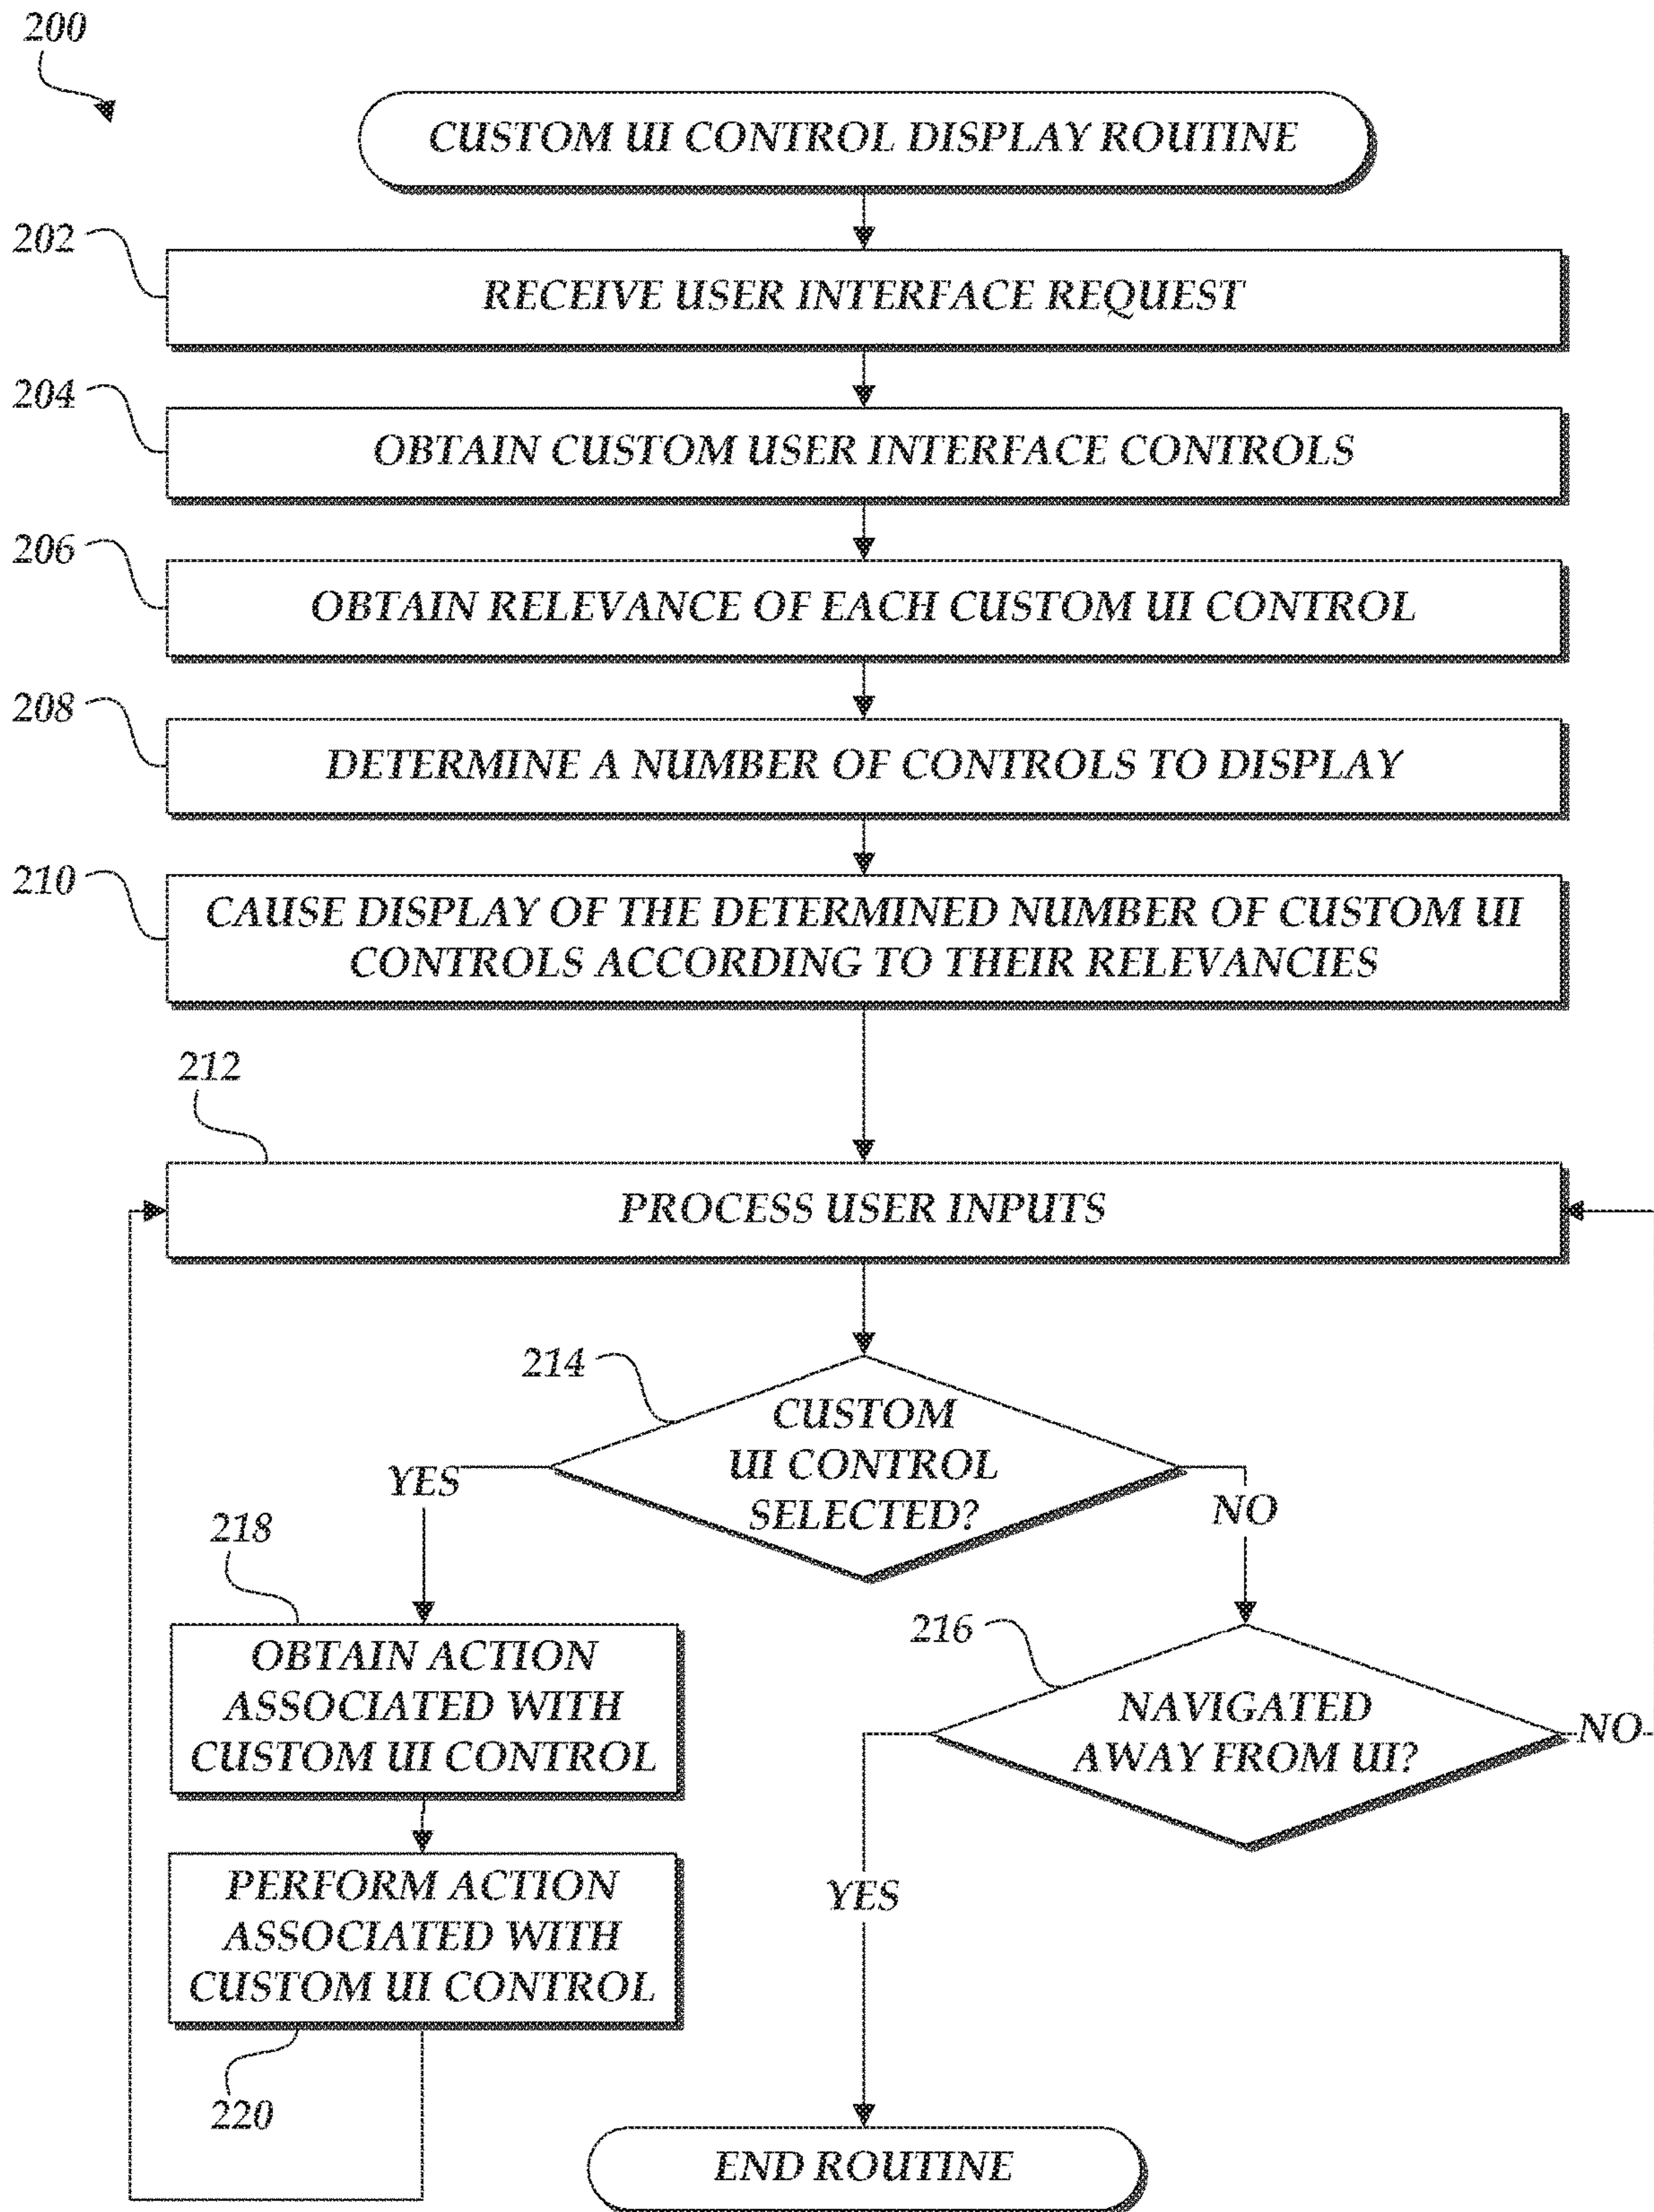 200
CUSTOM UI CONTROL DISPLAY ROUTINE
202
RECEIVE USER INTERFACE REQUEST
204
OBTAIN CUSTOM USER INTERFACE CONTROLS
206
OBTAIN RELEVANCE OF EACH CUSTOM UI CONTROL
208
DETERMINE A NUMBER OF CONTROLS TO DISPLAY
210
CAUSE DISPLAY OF THE DETERMINED NUMBER OF CUSTOM UI
CONTROLS ACCORDING TO THEIR RELEVANCIES
212
PROCESS USER INPUTS
214
CUSTOM
UI CONTROL
SELECTED?
YES
NO
218
OBTAIN ACTION
ASSOCIATED WITH
CUSTOM UI CONTROL
216
NAVIGATED
AWAY FROM UI?
NO
YES
PERFORM ACTION
ASSOCIATED WITH
CUSTOM UI CONTROL
220
END ROUTINE